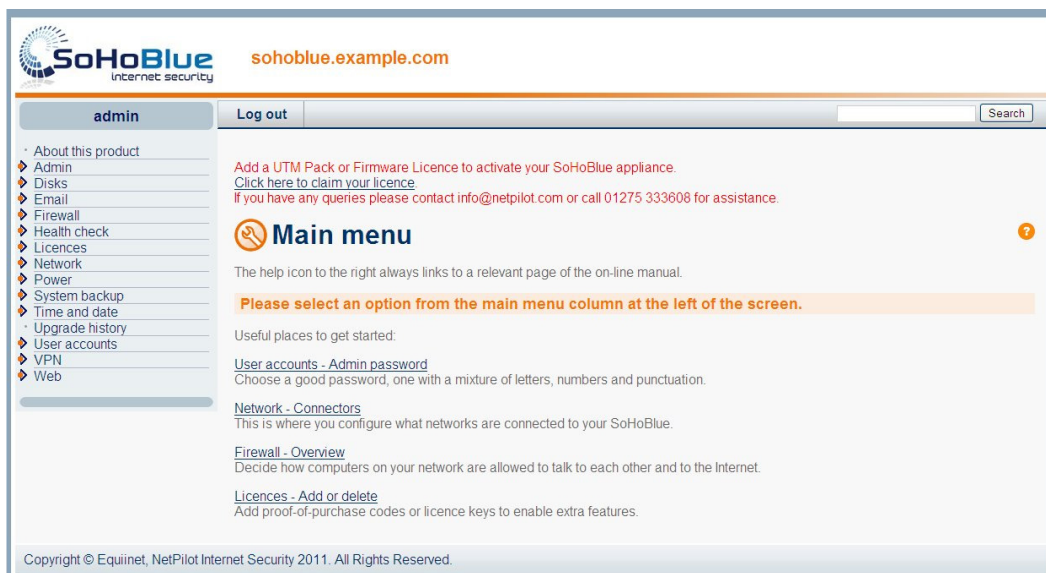 SoHoBlue
internet security
sohoblue.example.com
admin
Log out
Search
About this product
Admin
Disks
Email
Firewall
Health check
Licences
Network
Power
System backup
Time and date
Upgrade history
User accounts
VPN
Web
Add a UTM Pack or Firmware Licence to activate your SoHoBlue appliance.
Click here to claim your licence.
If you have any queries please contact info@netpilot.com or call 01275 333608 for assistance.
Main menu
?
The help icon to the right always links to a relevant page of the on-line manual.
Please select an option from the main menu column at the left of the screen.
Useful places to get started:
User accounts - Admin password
Choose a good password, one with a mixture of letters, numbers and punctuation.
Network - Connectors
This is where you configure what networks are connected to your SoHoBlue.
Firewall - Overview
Decide how computers on your network are allowed to talk to each other and to the Internet.
Licences - Add or delete
Add proof-of-purchase codes or licence keys to enable extra features.
Copyright © Equiinet, NetPilot Internet Security 2011. All Rights Reserved.